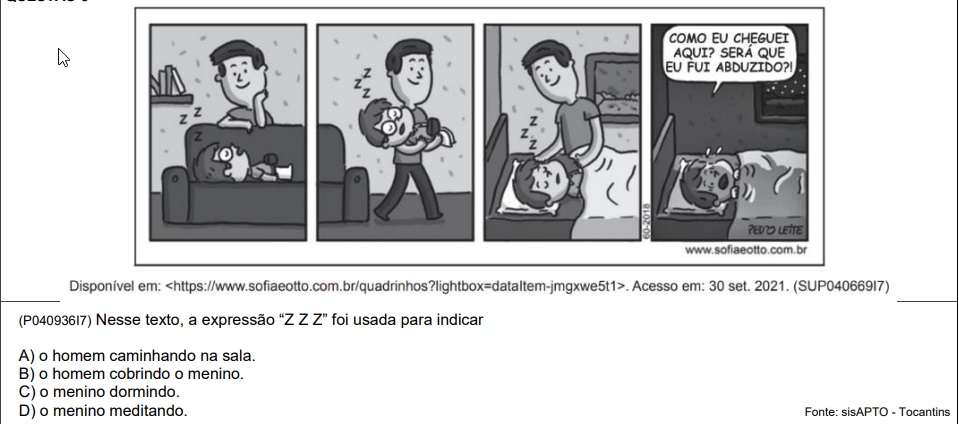 Z
Z
Z
Z
Z
Z
Z
Z
Z
COMO EU CHEGUEI
AQUI? SERÁ QUE
EU FUI ABDUZIDO?!
60-2018
PEDRO LEITE
www.sofiaeotto.com.br
Disponível em: <https://www.sofiaeotto.com.br/quadrinhos?lightbox=dataItem-jmgxwe5t1>. Acesso em: 30 set. 2021. (SUP040669I7)
(P040936I7) Nesse texto, a expressão “Z Z Z” foi usada para indicar
A) o homem caminhando na sala.
B) o homem cobrindo o menino.
C) o menino dormindo.
D) o menino meditando.
Fonte: sisAPTO - Tocantins